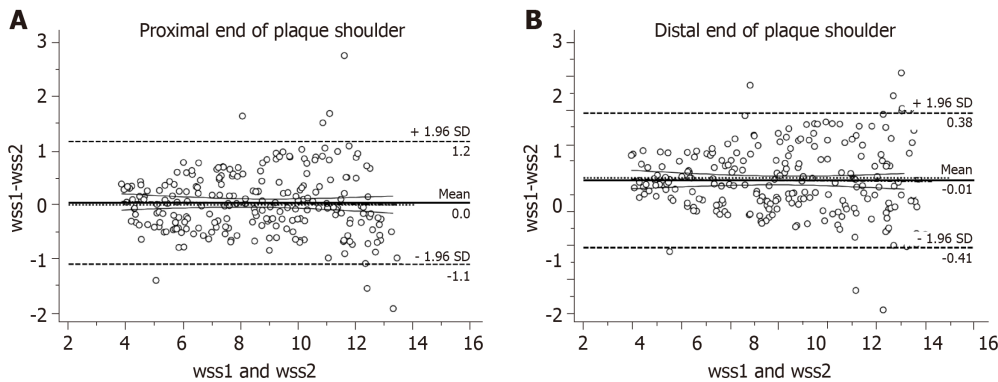 A
Proximal end of plaque shoulder
3
2
1
0
-1
-2
wss1-wss2
+ 1.96 SD
1.2
Mean
0.0
- 1.96 SD
-1.1
2 4 6 8 10 12 14 16
wss1 and wss2
B
Distal end of plaque shoulder
3
2
1
0
-1
-2
wss1-wss2
+ 1.96 SD
0.38
Mean
-0.01
- 1.96 SD
-0.41
2 4 6 8 10 12 14 16
wss1 and wss2